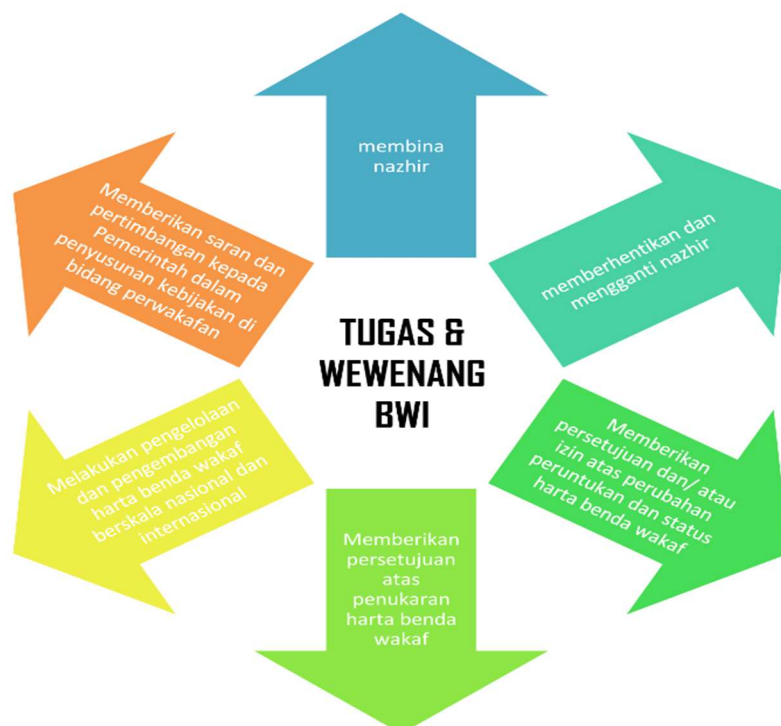 TUGAS &
WEWENANG
BWI
membina
nazhir
memberhentikan dan
mengganti nazhir
Memberikan
persetujuan dan/ atau
izin atas perubahan
peruntukan dan status
harta benda wakaf
Memberikan
persetujuan
atas
penukaran
harta benda
wakaf
Melakukan pengelolaan
dan pengembangan
harta benda wakaf
berskala nasional dan
internasional
Memberikan saran dan
pertimbangan kepada
Pemerintah dalam
penyusunan kebijakan di
bidang perwakafan